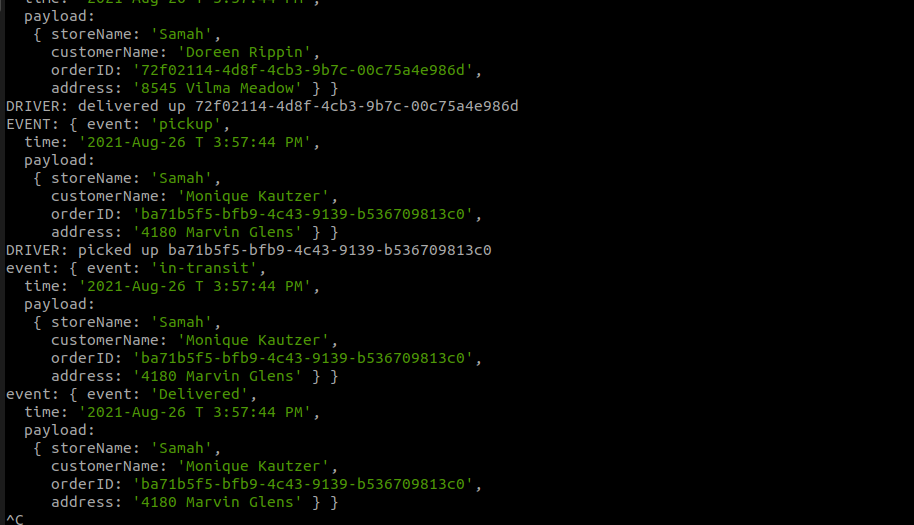 time: '2021-Aug-26 T 3:57:44 PM',
payload:
{ storeName: 'Samah',
customerName: 'Doreen Rippin',
orderID: '72f02114-4d8f-4cb3-9b7c-00c75a4e986d',
address: '8545 Vilma Meadow' } }
DRIVER: delivered up 72f02114-4d8f-4cb3-9b7c-00c75a4e986d
EVENT: { event: 'pickup',
time: '2021-Aug-26 T 3:57:44 PM',
payload:
{ storeName: 'Samah',
customerName: 'Monique Kautzer',
orderID: 'ba71b5f5-bfb9-4c43-9139-b536709813c0',
address: '4180 Marvin Glens' } }
DRIVER: picked up ba71b5f5-bfb9-4c43-9139-b536709813c0
event: { event: 'in-transit',
time: '2021-Aug-26 T 3:57:44 PM',
payload:
{ storeName: 'Samah',
customerName: 'Monique Kautzer',
orderID: 'ba71b5f5-bfb9-4c43-9139-b536709813c0',
address: '4180 Marvin Glens' } }
event: { event: 'Delivered',
time: '2021-Aug-26 T 3:57:44 PM',
payload:
{ storeName: 'Samah',
customerName: 'Monique Kautzer',
orderID: 'ba71b5f5-bfb9-4c43-9139-b536709813c0',
address: '4180 Marvin Glens' } }
^C